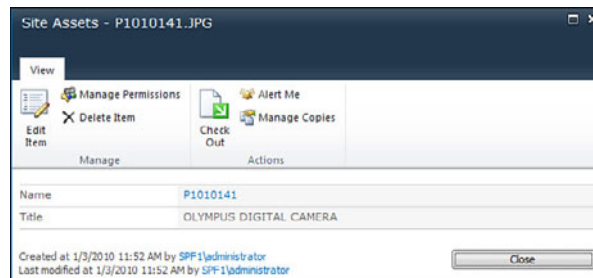 Site Assets - P1010141.JPG
View
Edit Item
Manage Permissions
Delete Item
Manage
Check Out
Alert Me
Manage Copies
Actions
Name P1010141
Title OLYMPUS DIGITAL CAMERA
Created at 1/3/2010 11:52 AM by SPF1\administrator
Last modified at 1/3/2010 11:52 AM by SPF1\administrator
Close